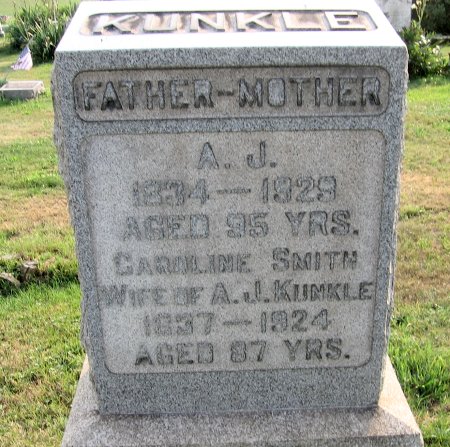 KUNKLE
FATHER-MOTHER
A. J.
1834-1929
AGED 95 YRS.
CAROLINE SMITH
WIFE OF A. J. KUNKLE
1837-1924
AGED 87 YRS.